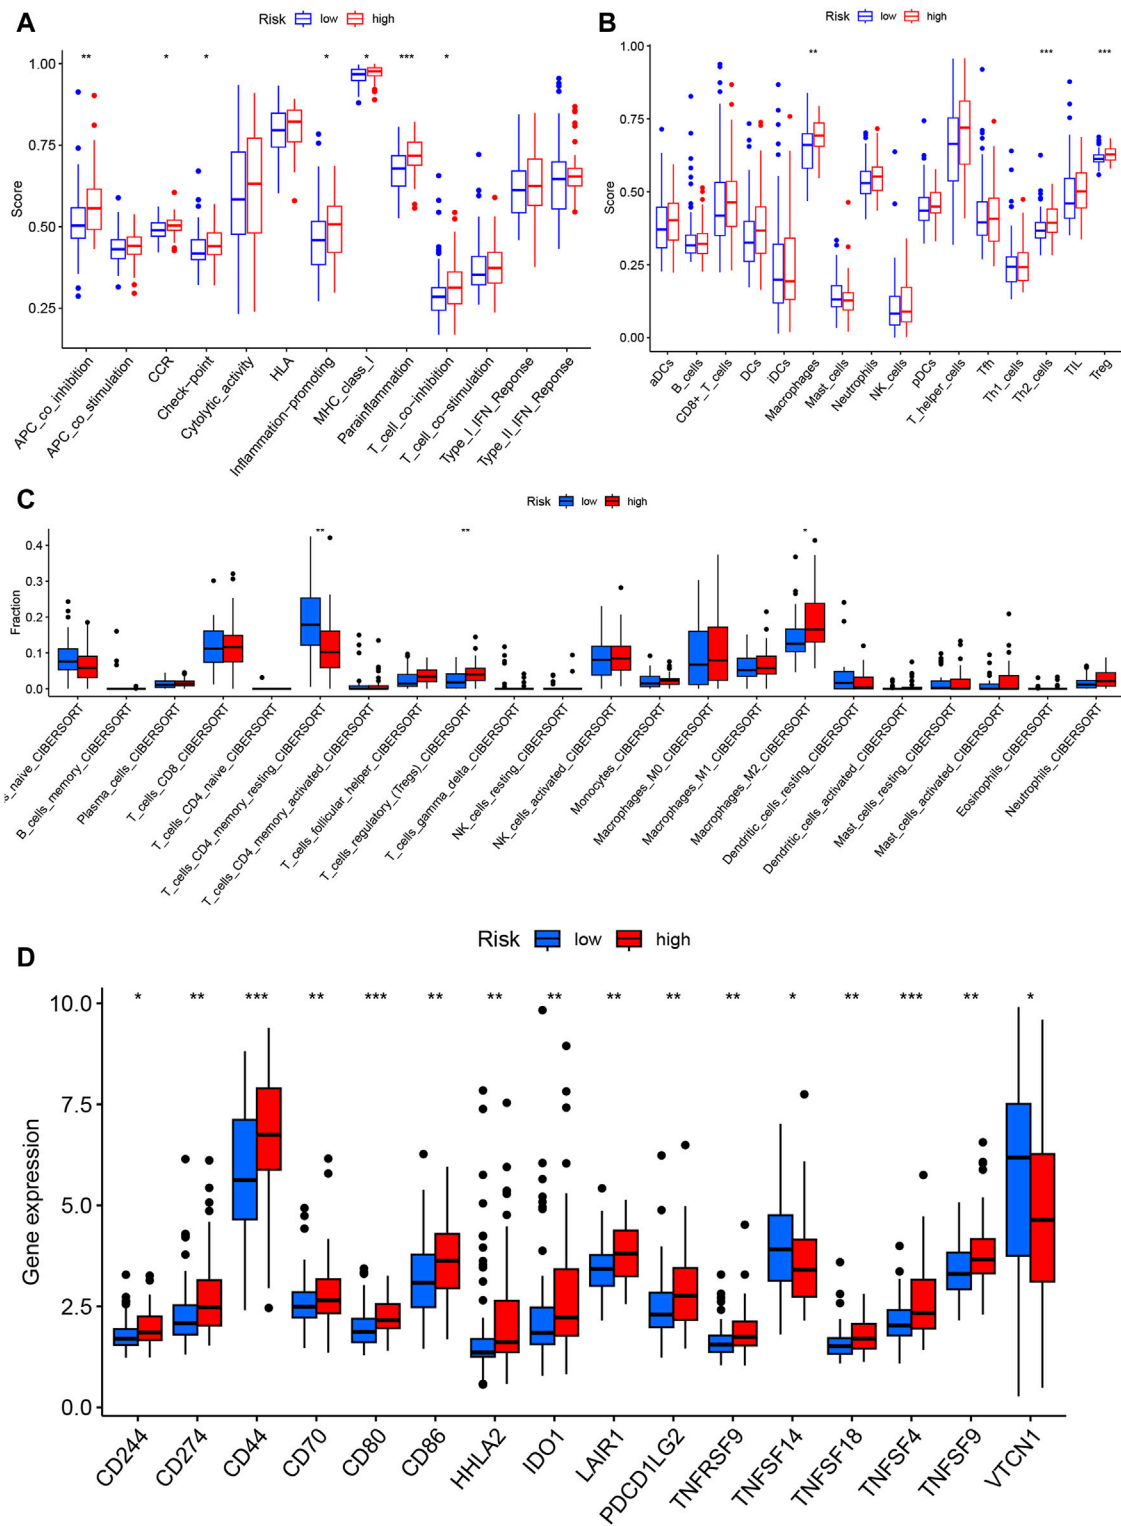 A
Risk low high
** * * * * *** *
Score
1.00
0.75
0.50
0.25
APC_co_inhibition
APC_co_stimulation
CCR
Check-point
Cytolytic_activity
HLA
Inflammation-promoting
MHC_class_I
Parainflammation
T_cell_co-inhibition
T_cell_co-stimulation
Type_I_IFN_Reponse
Type_II_IFN_Reponse
B
Risk low high
** *** ***
Score
1.00
0.75
0.50
0.25
0.00
aDCs
B_cells
CD8+_T_cells
DCs
iDCs
Macrophages
Mast_cells
Neutrophils
NK_cells
pDCs
T_helper_cells
Tfh
Th1_cells
Th2_cells
TIL
Treg
C
Risk low high
** ** *
Fraction
0.4
0.3
0.2
0.1
0.0
s_naive_CIBERSORT
B_cells_memory_CIBERSORT
Plasma_cells_CIBERSORT
T_cells_CD8_CIBERSORT
T_cells_CD4_naive_CIBERSORT
T_cells_CD4_memory_resting_CIBERSORT
T_cells_CD4_memory_activated_CIBERSORT
T_cells_follicular_helper_CIBERSORT
T_cells_regulatory_(Tregs)_CIBERSORT
T_cells_gamma_delta_CIBERSORT
NK_cells_resting_CIBERSORT
NK_cells_activated_CIBERSORT
Monocytes_CIBERSORT
Macrophages_M0_CIBERSORT
Macrophages_M1_CIBERSORT
Macrophages_M2_CIBERSORT
Dendritic_cells_resting_CIBERSORT
Dendritic_cells_activated_CIBERSORT
Mast_cells_resting_CIBERSORT
Mast_cells_activated_CIBERSORT
Eosinophils_CIBERSORT
Neutrophils_CIBERSORT
D
Risk low high
* ** *** ** *** ** ** ** ** ** ** * ** *** ** *
Gene expression
10.0
7.5
5.0
2.5
0.0
CD244
CD274
CD44
CD70
CD80
CD86
HHLA2
IDO1
LAIR1
PDCD1LG2
TNFRSF9
TNFSF14
TNFSF18
TNFSF4
TNFSF9
VTCN1